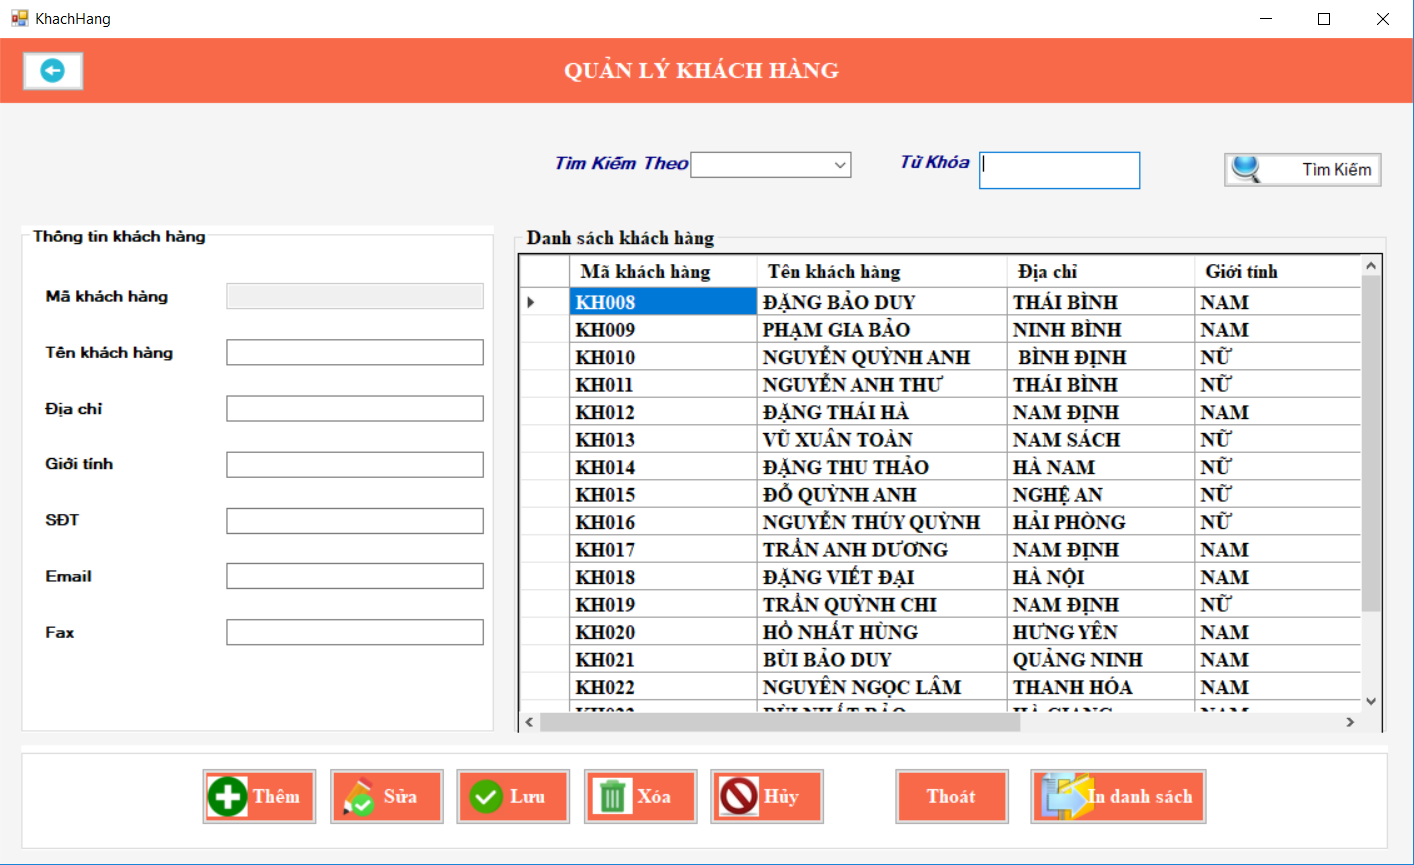 KhachHang
QUẢN LÝ KHÁCH HÀNG
Tìm Kiếm Theo Từ Khóa Tìm Kiếm
Thông tin khách hàng
Mã khách hàng
Tên khách hàng
Địa chỉ
Giới tính
SĐT
Email
Fax
Danh sách khách hàng
Mã khách hàng Tên khách hàng Địa chỉ Giới tính
KH008 ĐẶNG BẢO DUY THÁI BÌNH NAM
KH009 PHẠM GIA BẢO NINH BÌNH NAM
KH010 NGUYỄN QUỲNH ANH BÌNH ĐỊNH NỮ
KH011 NGUYỄN ANH THƯ THÁI BÌNH NỮ
KH012 ĐẶNG THÁI HÀ NAM ĐỊNH NAM
KH013 VŨ XUÂN TOÀN NAM SÁCH NỮ
KH014 ĐẶNG THU THẢO HÀ NAM NỮ
KH015 ĐỖ QUỲNH ANH NGHỆ AN NỮ
KH016 NGUYỄN THÚY QUỲNH HẢI PHÒNG NỮ
KH017 TRẦN ANH DƯƠNG NAM ĐỊNH NAM
KH018 ĐẶNG VIẾT ĐẠI HÀ NỘI NAM
KH019 TRẦN QUỲNH CHI NAM ĐỊNH NỮ
KH020 HỒ NHẤT HÙNG HƯNG YÊN NAM
KH021 BÙI BẢO DUY QUẢNG NINH NAM
KH022 NGUYÊN NGỌC LÂM THANH HÓA NAM
Thêm Sửa Lưu Xóa Hủy Thoát In danh sách